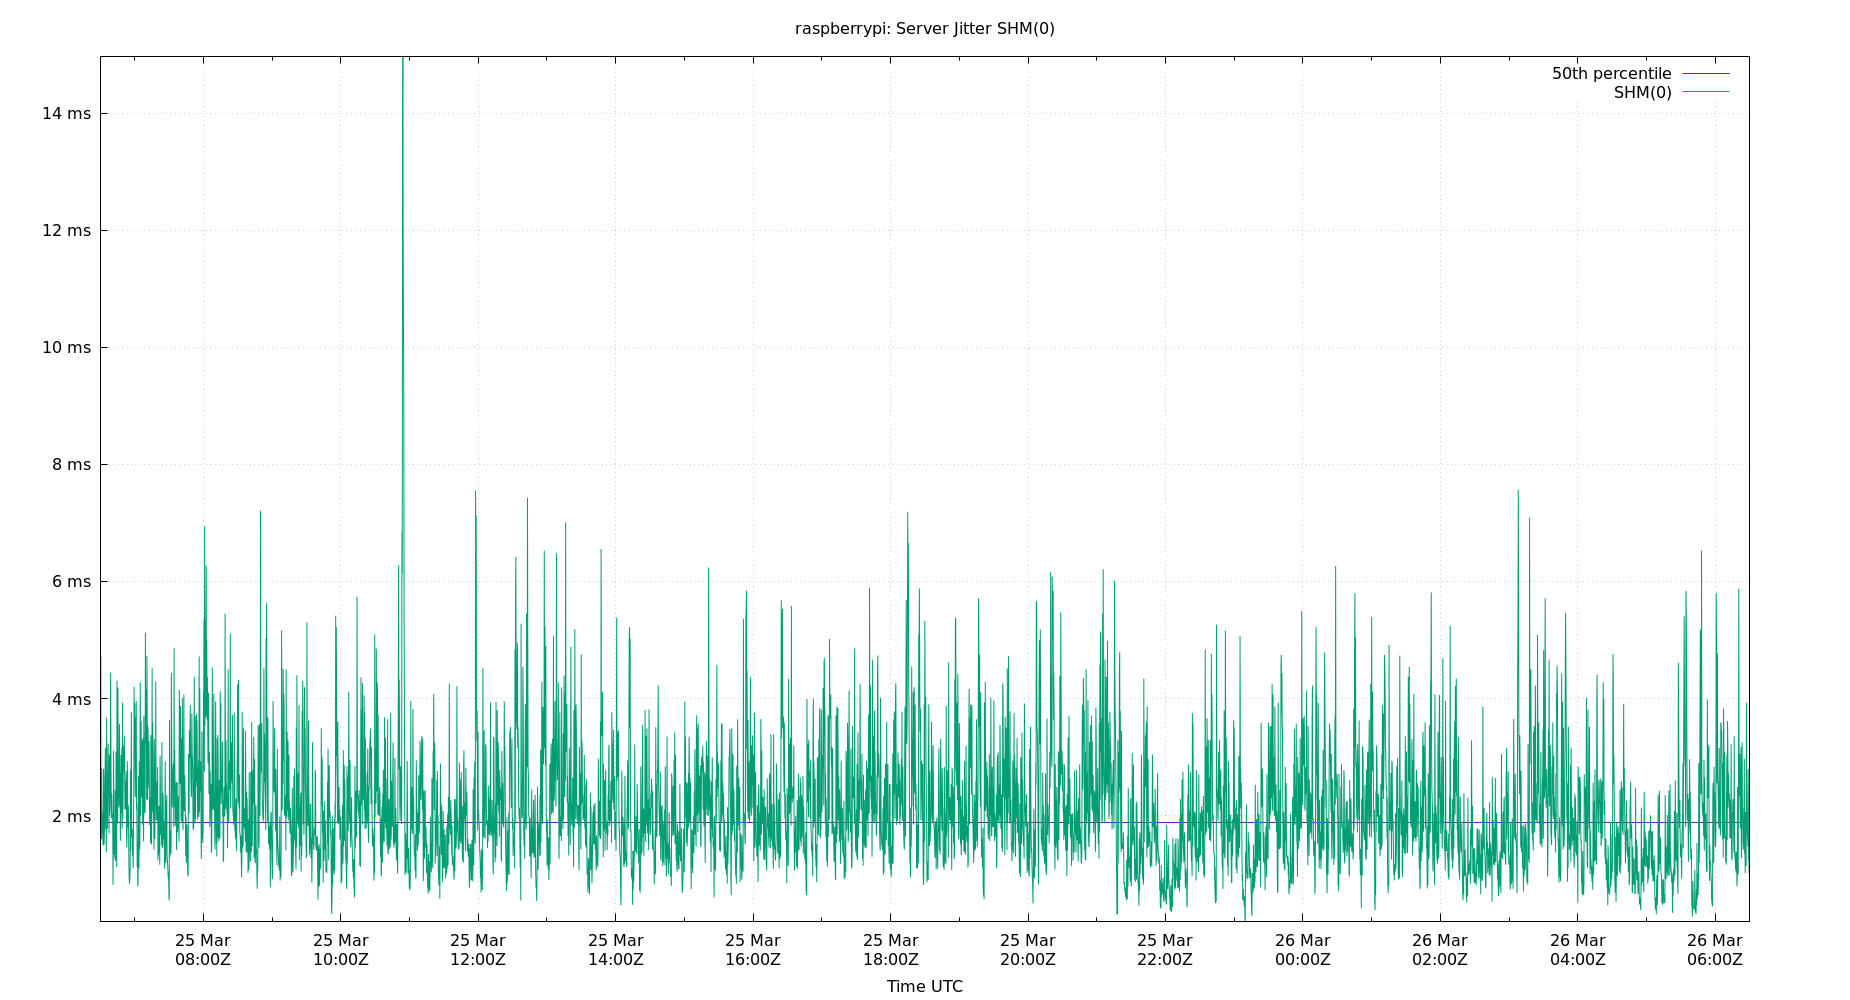 raspberrypi: Server Jitter SHM(0)
50th percentile
SHM(0)
14 ms
12 ms
10 ms
8 ms
6 ms
4 ms
2 ms
25 Mar 25 Mar 25 Mar 25 Mar 25 Mar 25 Mar 25 Mar 25 Mar 26 Mar 26 Mar 26 Mar 26 Mar
08:00Z 10:00Z 12:00Z 14:00Z 16:00Z 18:00Z 20:00Z 22:00Z 00:00Z 02:00Z 04:00Z 06:00Z
Time UTC